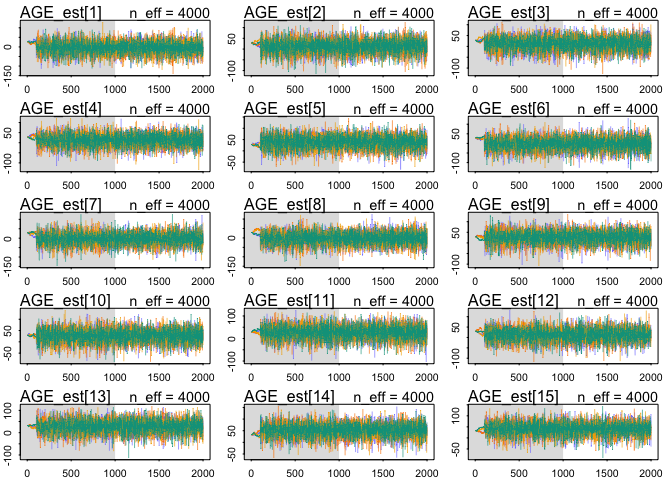 AGE_est[1] n_eff = 4000 AGE_est[2] n_eff = 4000 AGE_est[3] n_eff = 4000
0 -150 50 -100 50 -100
0 500 1000 1500 2000 0 500 1000 1500 2000 0 500 1000 1500 2000
AGE_est[4] n_eff = 4000 AGE_est[5] n_eff = 4000 AGE_est[6] n_eff = 4000
50 -100 50 -50 50 -100
0 500 1000 1500 2000 0 500 1000 1500 2000 0 500 1000 1500 2000
AGE_est[7] n_eff = 4000 AGE_est[8] n_eff = 4000 AGE_est[9] n_eff = 4000
0 -150 0 -150 50 -100
0 500 1000 1500 2000 0 500 1000 1500 2000 0 500 1000 1500 2000
AGE_est[10] n_eff = 4000 AGE_est[11] n_eff = 4000 AGE_est[12] n_eff = 4000
50 -50 100 0 -100 50 -100
0 500 1000 1500 2000 0 500 1000 1500 2000 0 500 1000 1500 2000
AGE_est[13] n_eff = 4000 AGE_est[14] n_eff = 4000 AGE_est[15] n_eff = 4000
100 0 -100 50 -50 100 -50
0 500 1000 1500 2000 0 500 1000 1500 2000 0 500 1000 1500 2000